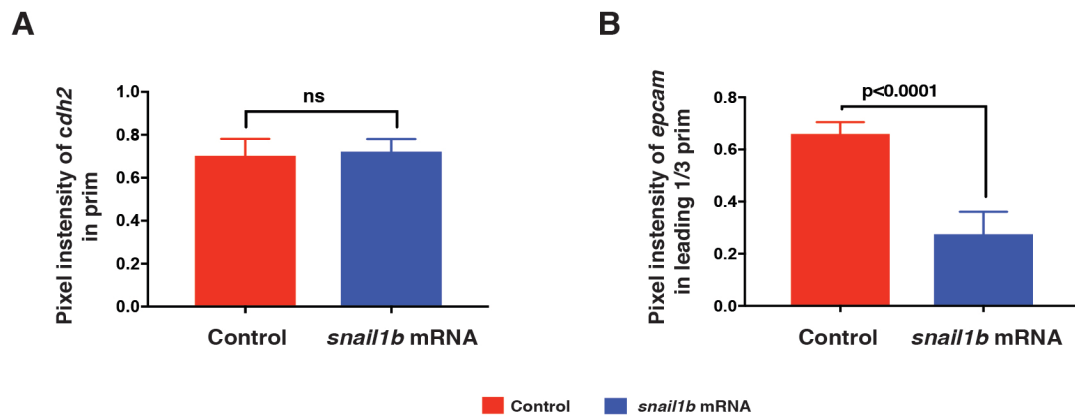 A
B
Pixel instensity of cdh2
in prim
1.0
0.8
0.6
0.4
0.2
0.0
ns
Control
snail1b mRNA
Pixel instensity of epcam
in leading 1/3 prim
0.8
0.6
0.4
0.2
0.0
p<0.0001
Control
snail1b mRNA
Control
snail1b mRNA